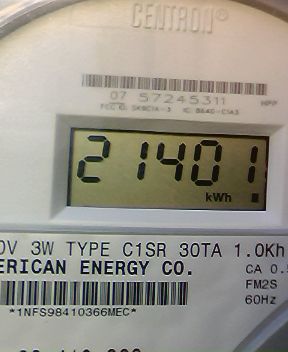 CENTRON®
07 57245311
21401
kWh
0V 3W TYPE C1SR 30TA 1.0Kh
ERICAN ENERGY CO.
CA 0.5
FM2S
60Hz
*1NFS98410366MEC*